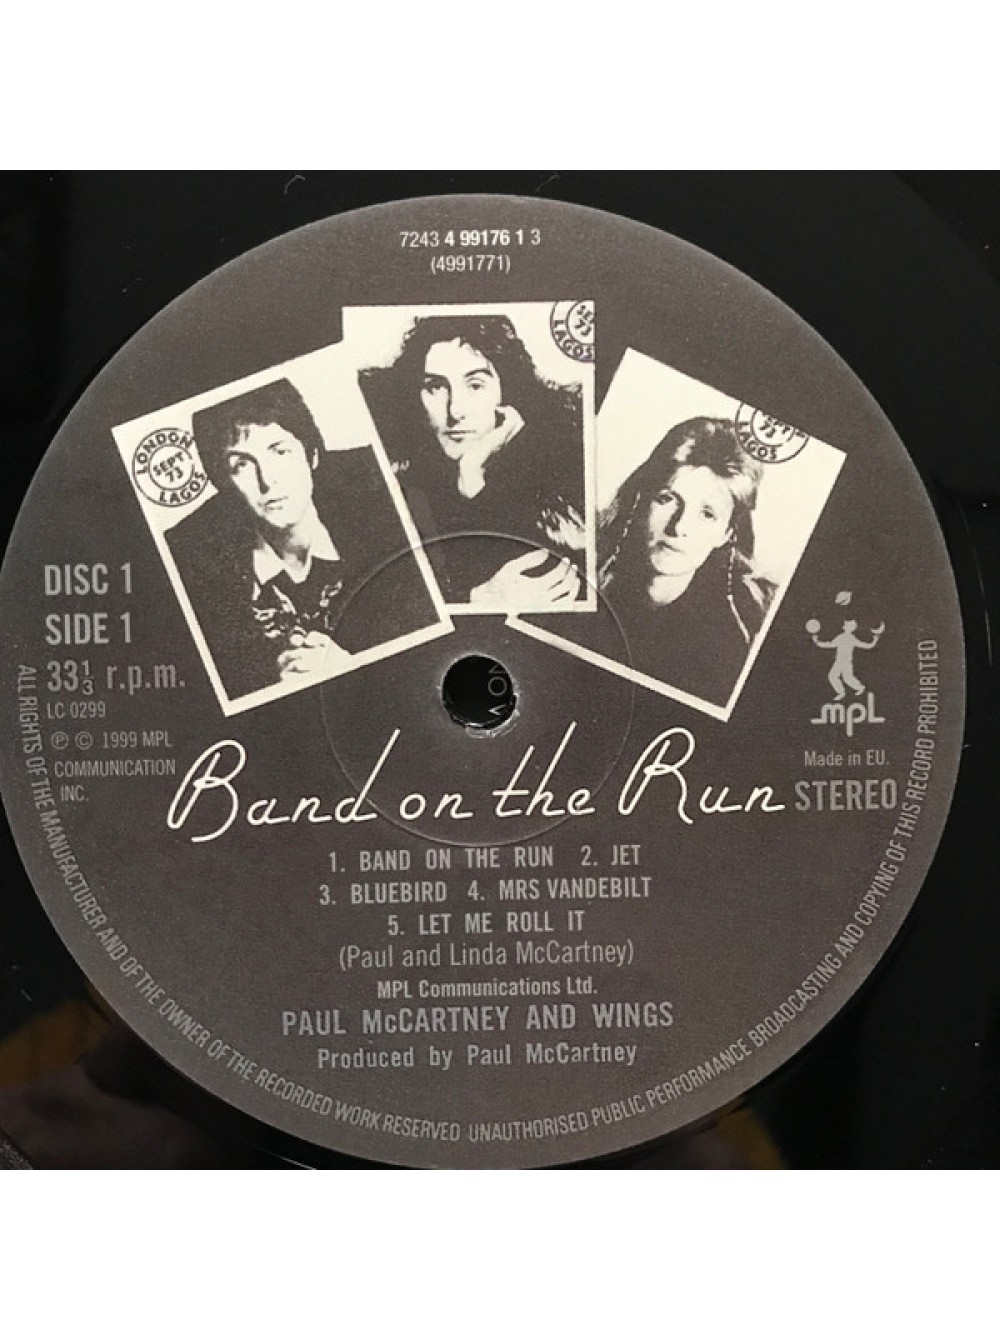 7243 4 99176 1 3
(4991771)
LONDON
SEPT
73
LAGOS
SE
73
LAGOS
73
LAGOS
DISC 1
SIDE 1
33⅓ r.p.m.
LC 0299
℗ © 1999 MPL
COMMUNICATION
INC.
mpL
Made in EU.
STEREO
Band on the Run
1. BAND ON THE RUN 2. JET
3. BLUEBIRD 4. MRS VANDEBILT
5. LET ME ROLL IT
(Paul and Linda McCartney)
MPL Communications Ltd.
PAUL McCARTNEY AND WINGS
Produced by Paul McCartney
ALL RIGHTS OF THE MANUFACTURER AND OF THE OWNER OF THE RECORDED WORK RESERVED UNAUTHORISED PUBLIC PERFORMANCE BROADCASTING AND COPYING OF THIS RECORD PROHIBITED